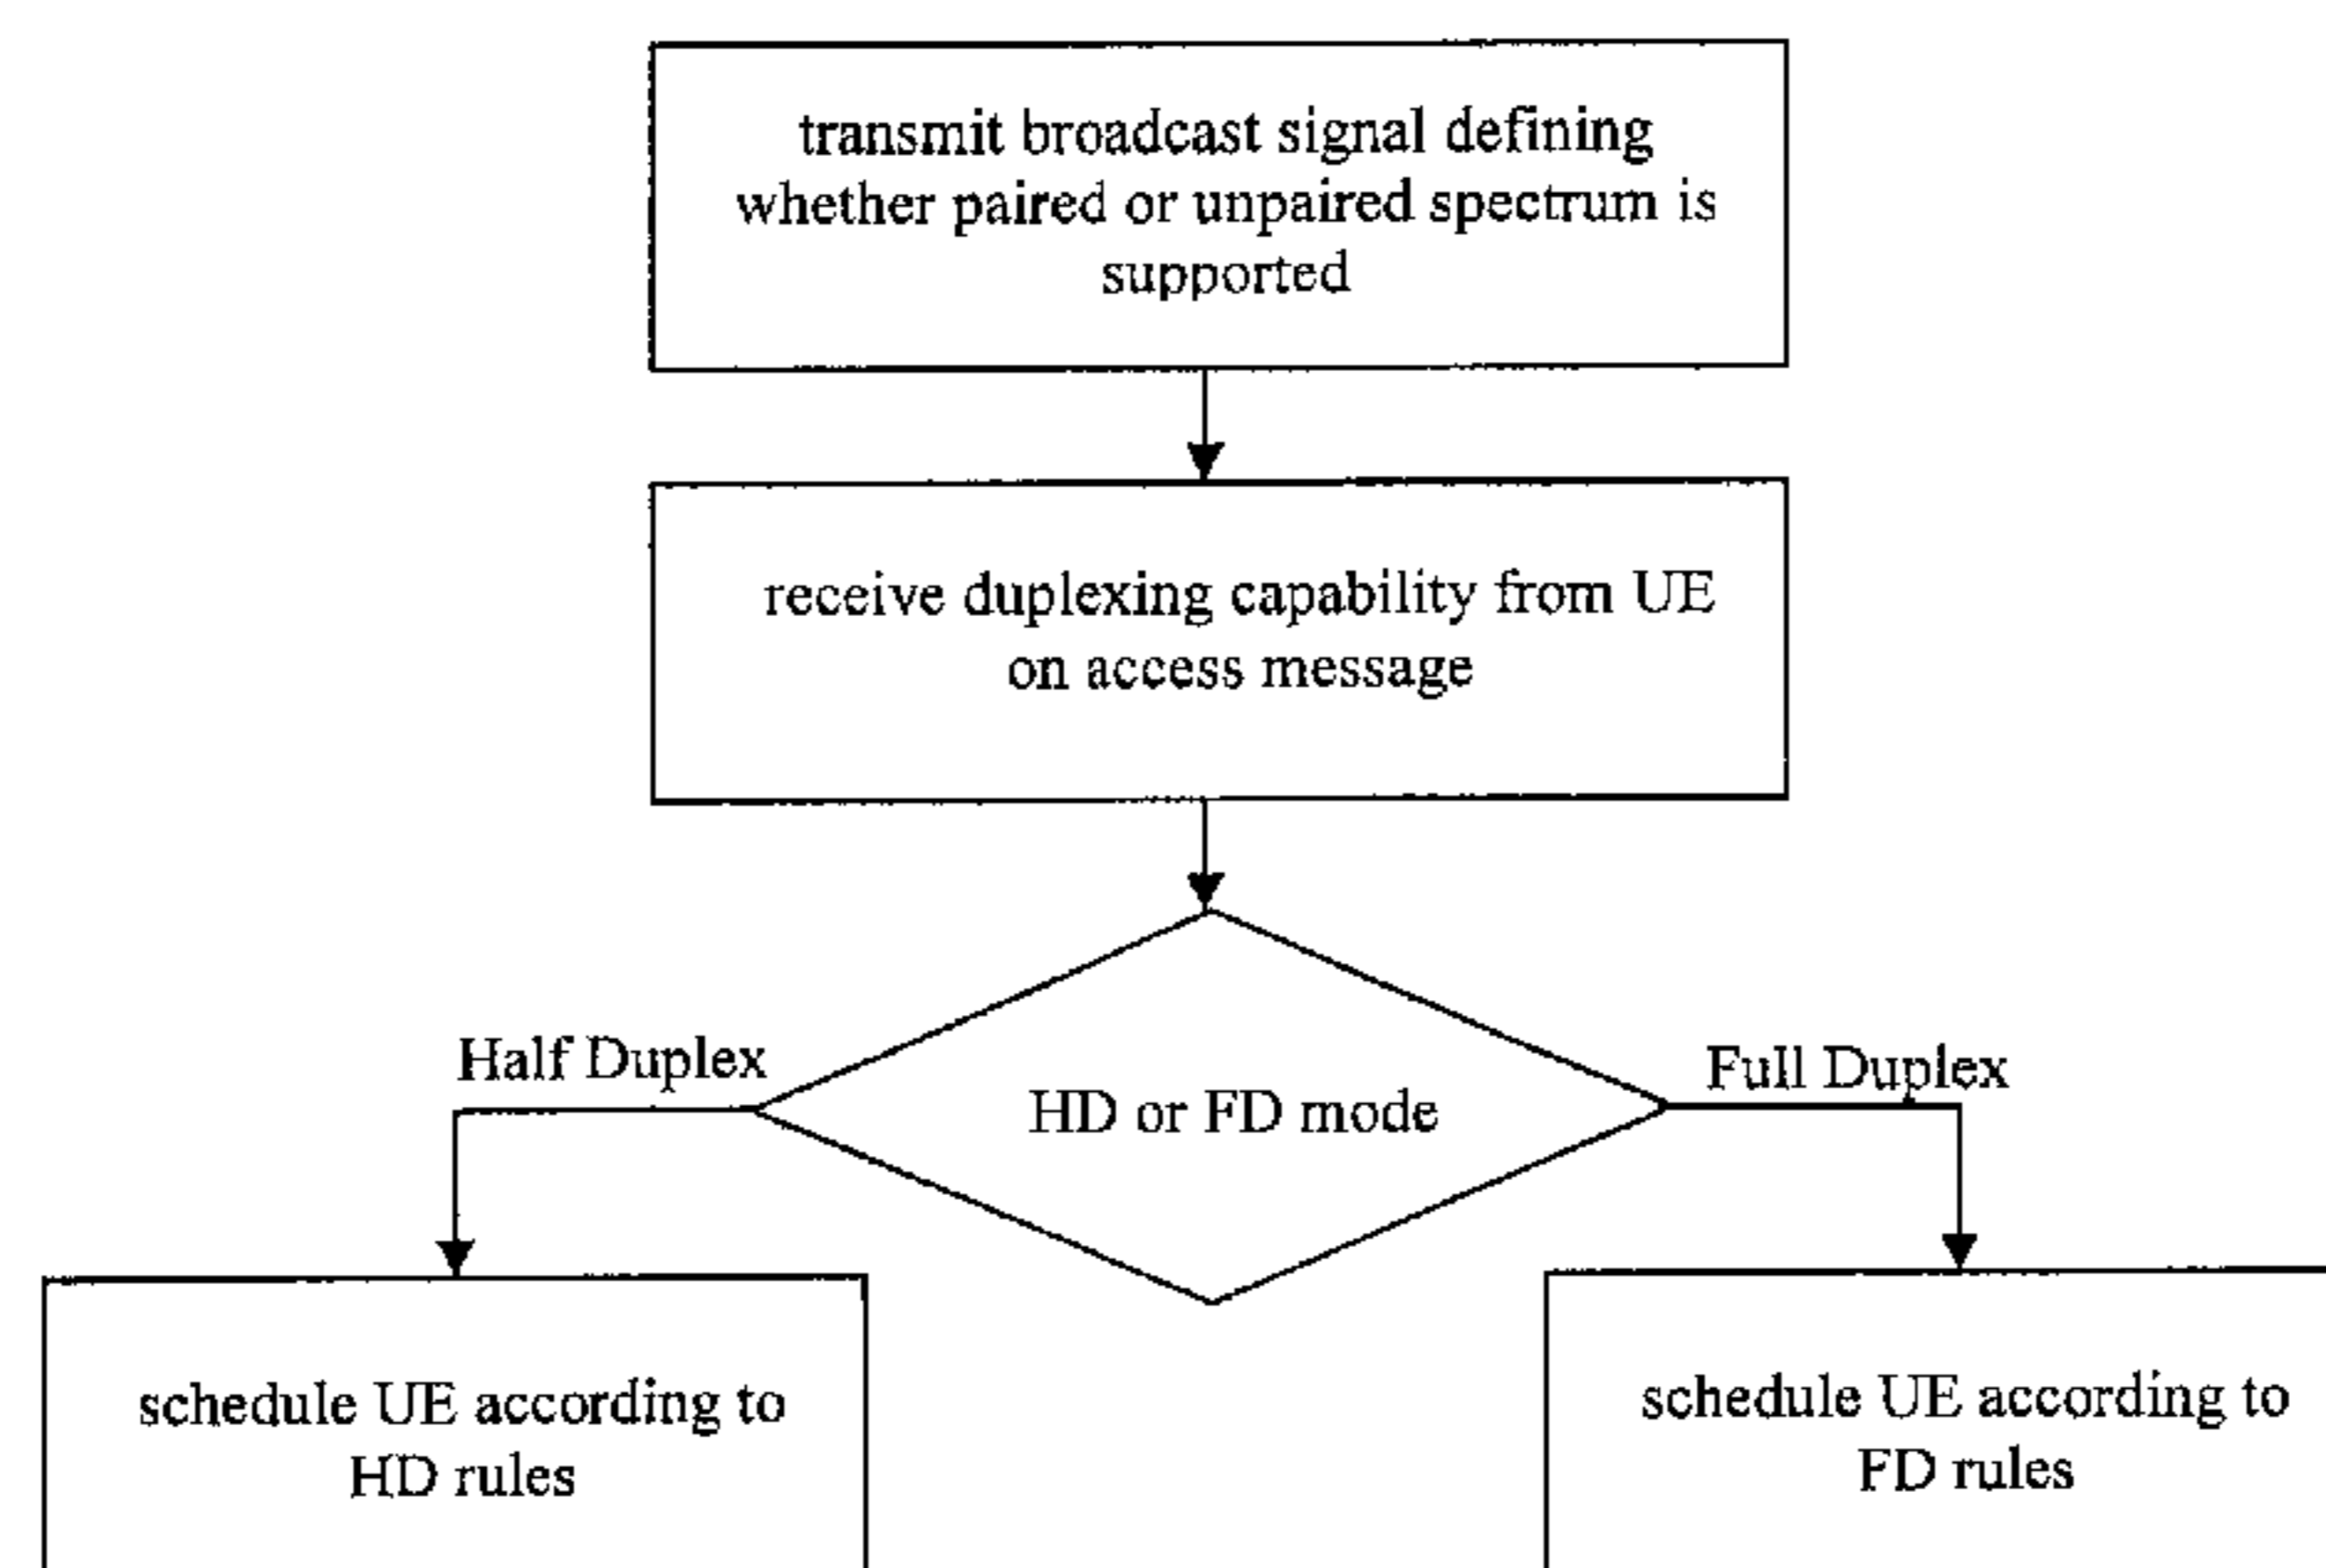 transmit broadcast signal defining
whether paired or unpaired spectrum is
supported
receive duplexing capability from UE
on access message
Half Duplex
Full Duplex
HD or FD mode
schedule UE according to
HD rules
schedule UE according to
FD rules